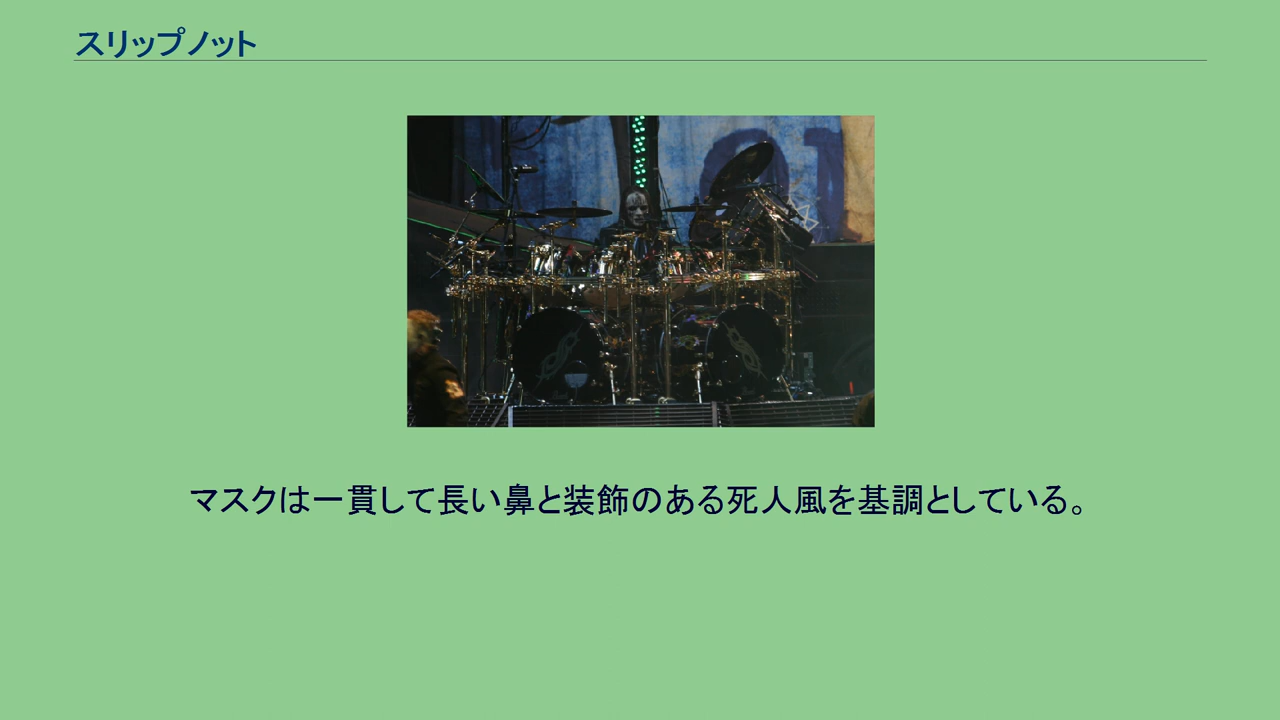 スリップノット
01
マスクは一貫して長い鼻と装飾のある死人風を基調としている。